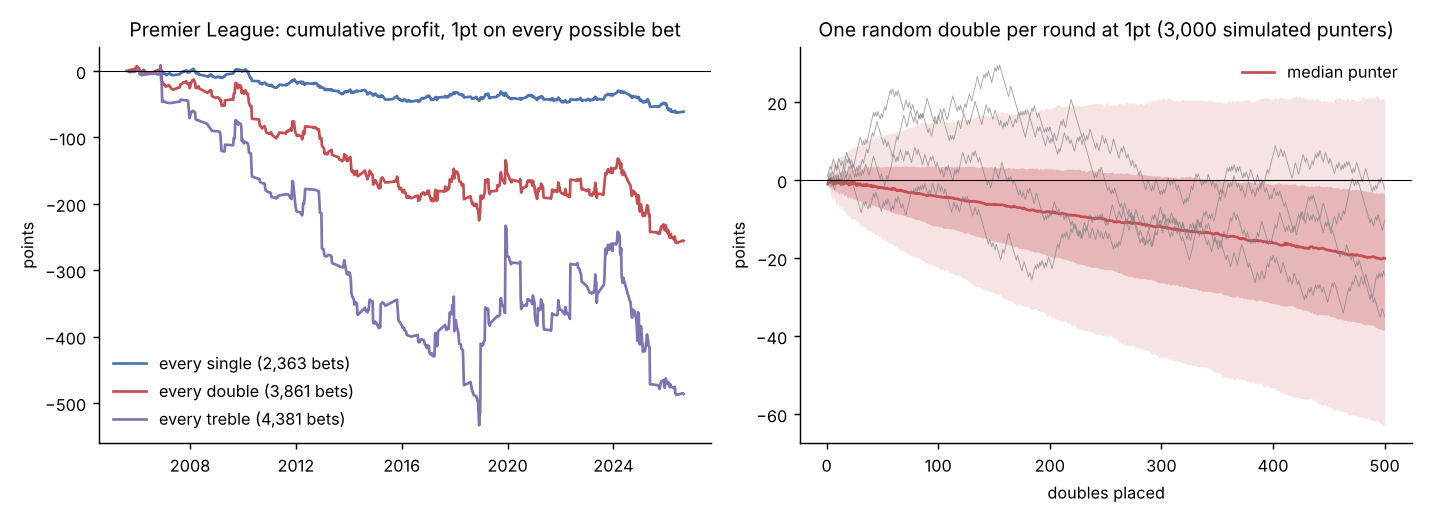 Premier League: cumulative profit, 1pt on every possible bet
0
−100
−200
−300
−400
−500
points
every single (2,363 bets)
every double (3,861 bets)
every treble (4,381 bets)
2008
2012
2016
2020
2024
One random double per round at 1pt (3,000 simulated punters)
median punter
20
0
−20
−40
−60
points
0
100
200
300
400
500
doubles placed